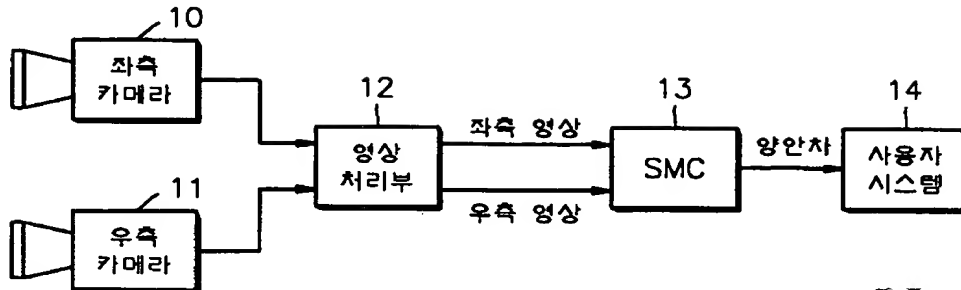 10
좌측
카메라
11
우측
카메라
12
영상
처리부
좌측 영상
우측 영상
13
SMC
양안차
14
사용자
시스템